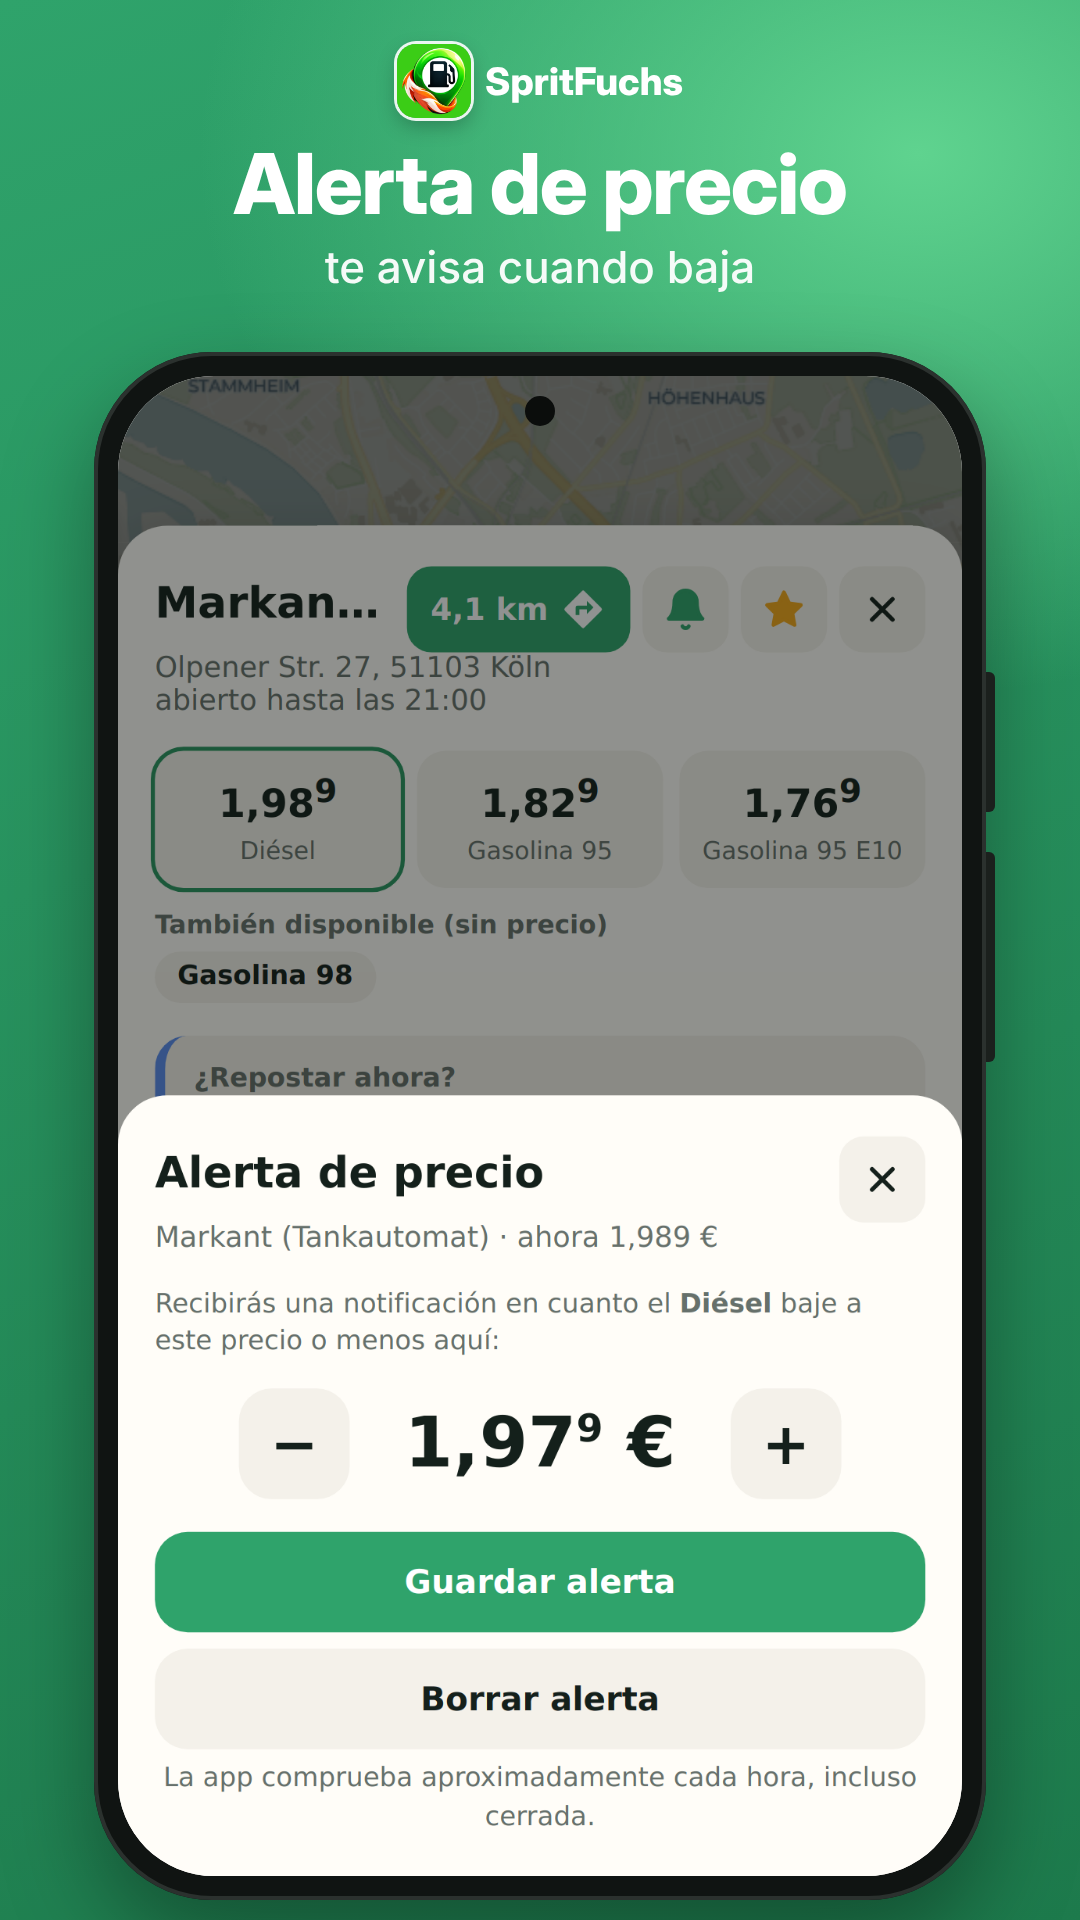 SpritFuchs
Alerta de precio
te avisa cuando baja
STAMMHEIM
HÖHENHAUS
Markan...
4,1 km
Olpener Str. 27, 51103 Köln
abierto hasta las 21:00
1,98⁹
Diésel
1,82⁹
Gasolina 95
1,76⁹
Gasolina 95 E10
También disponible (sin precio)
Gasolina 98
¿Repostar ahora?
Alerta de precio
Markant (Tankautomat) · ahora 1,989 €
Recibirás una notificación en cuanto el Diésel baje a
este precio o menos aquí:
− 1,97⁹ € +
Guardar alerta
Borrar alerta
La app comprueba aproximadamente cada hora, incluso
cerrada.